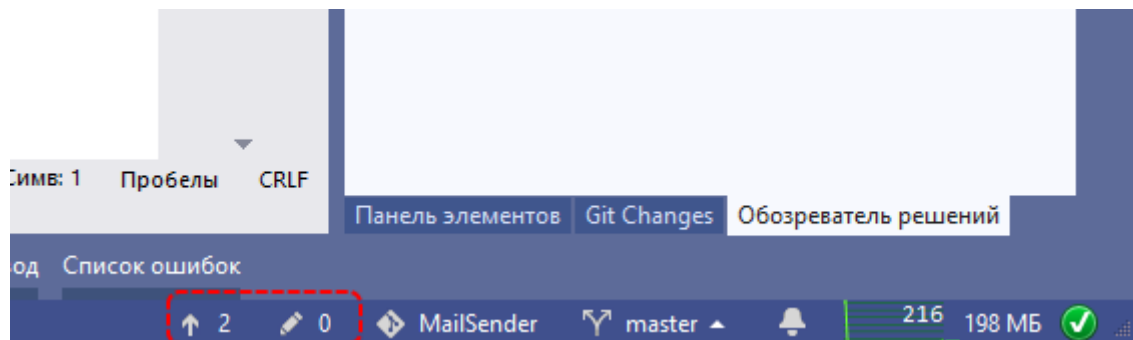 Симв: 1 Пробелы CRLF
Панель элементов Git Changes Обозреватель решений
Список ошибок
2 0 MailSender master 216 198 МБ